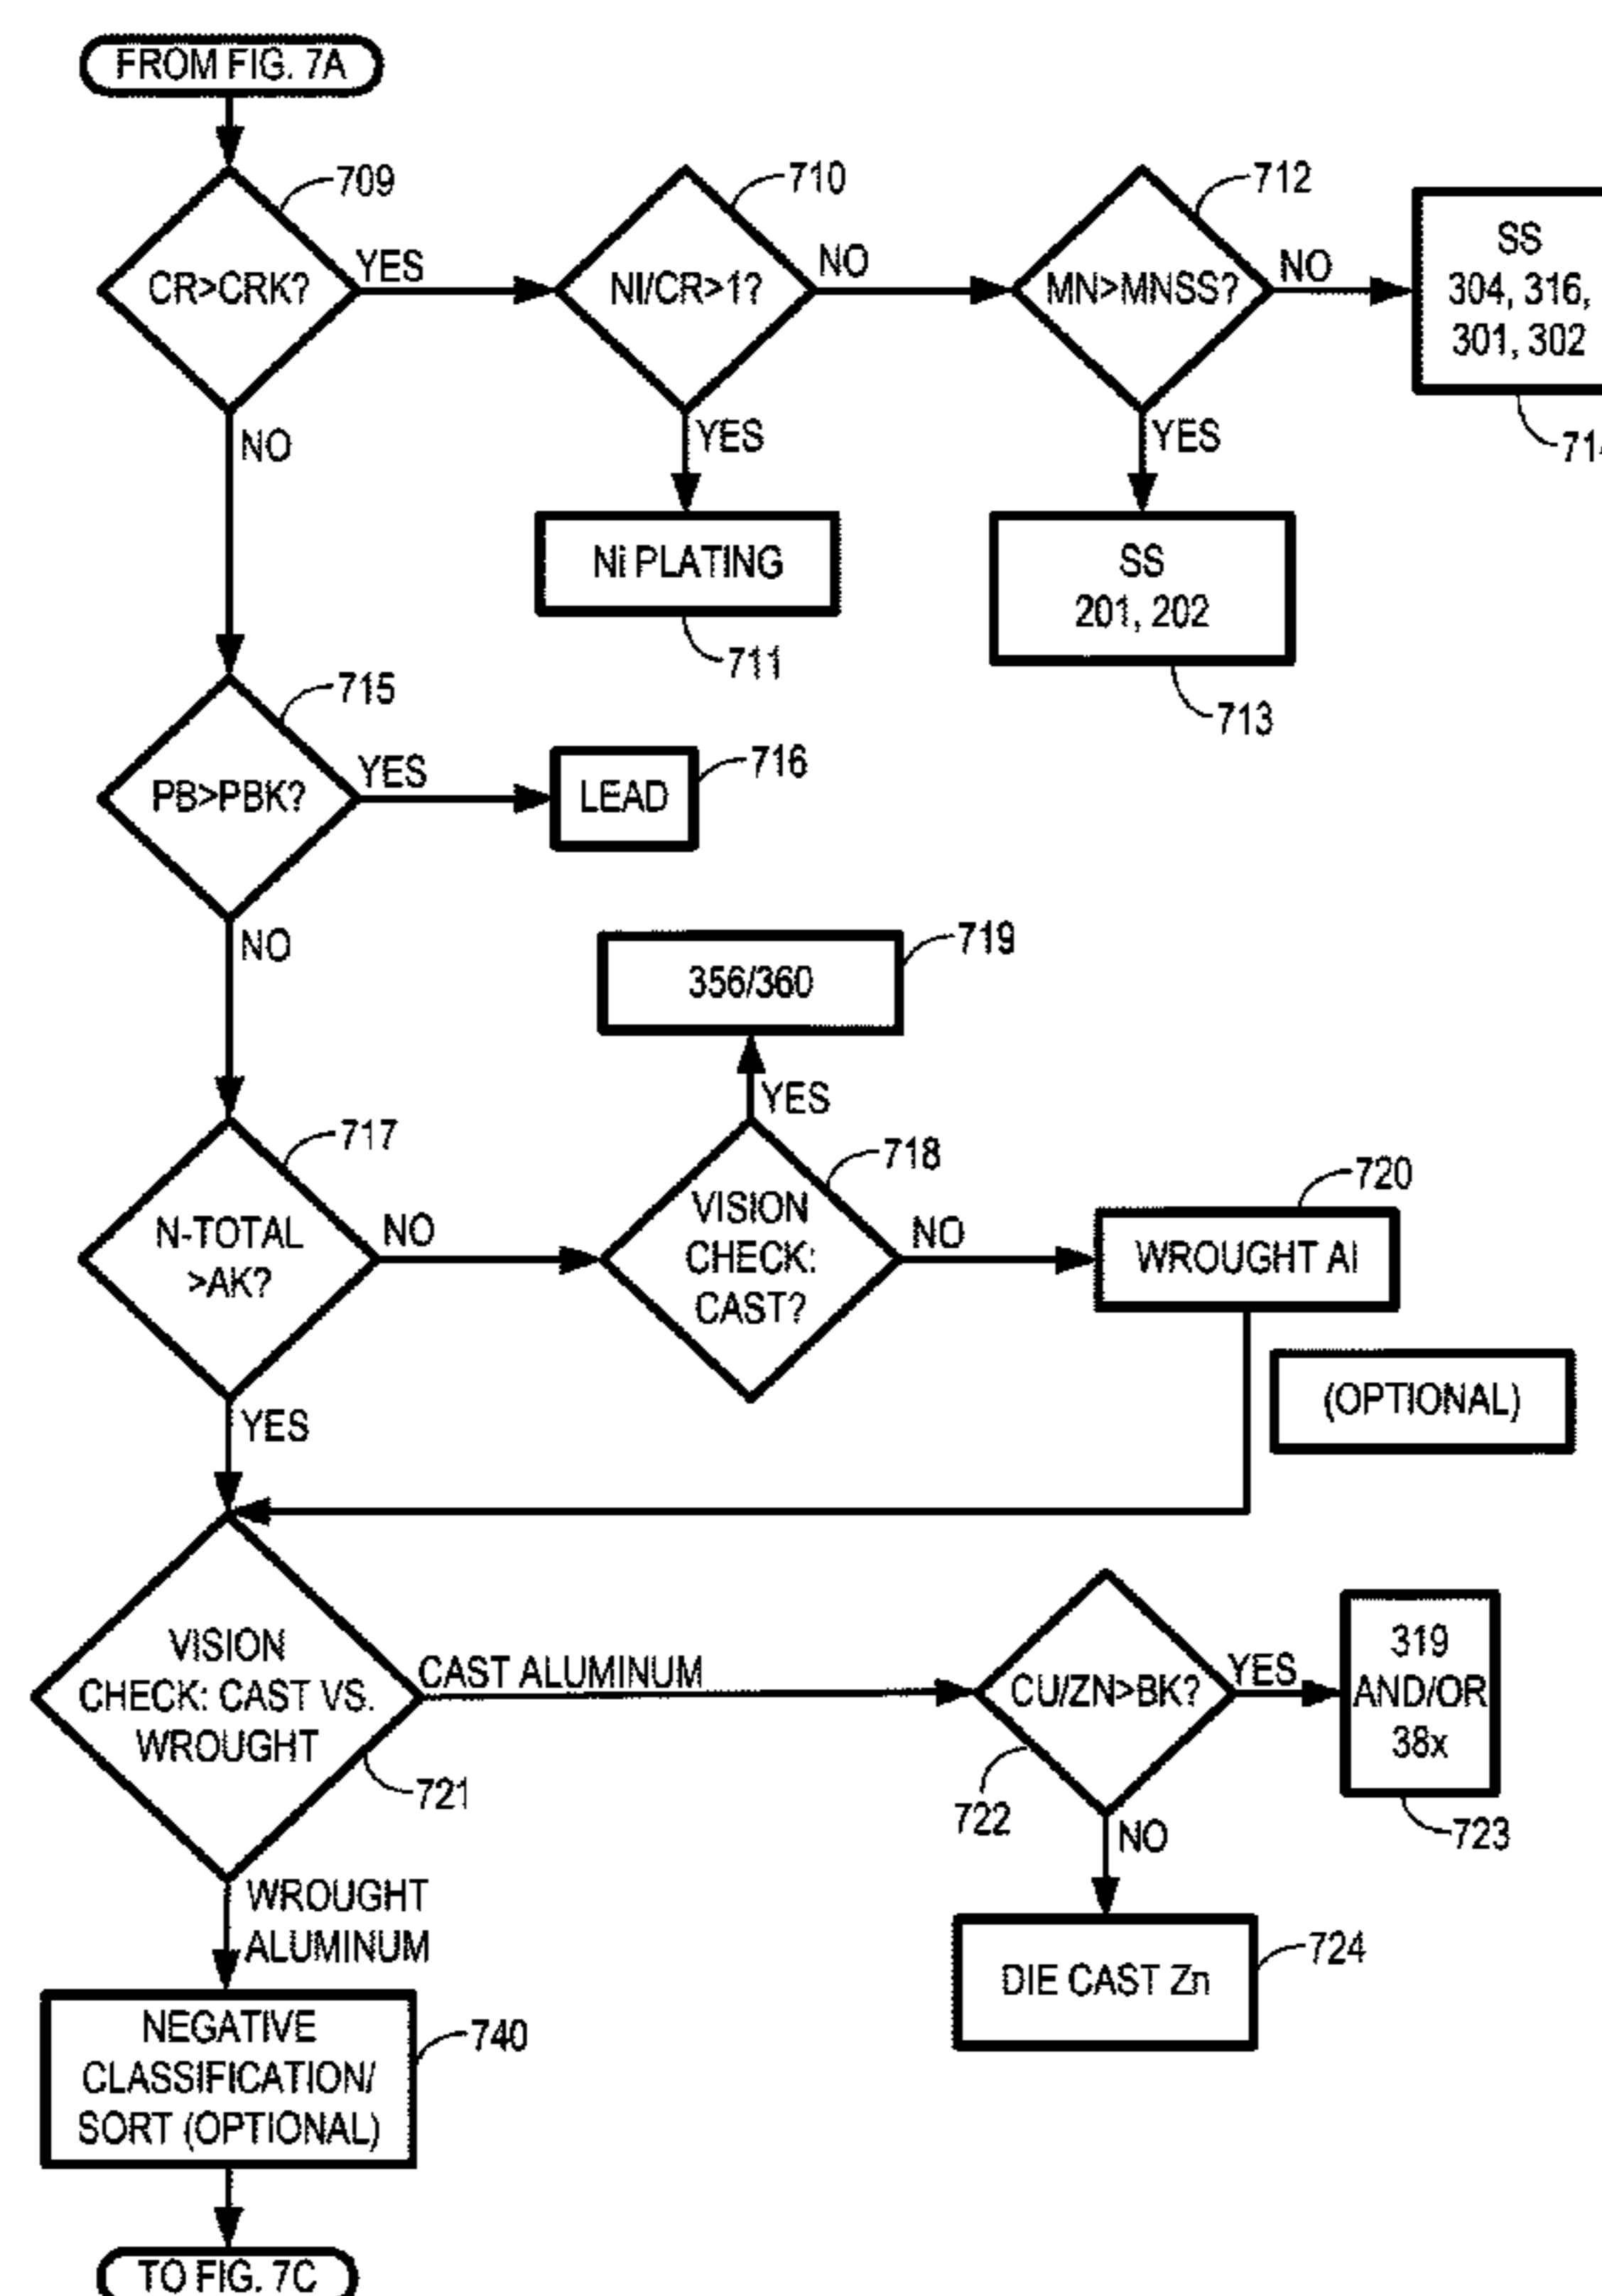 FROM FIG. 7A
709
CR>CRK?
YES
NO
710
NI/CR>1?
NO
YES
712
MN>MNSS?
NO
YES
SS
304, 316,
301, 302
Ni PLATING
711
SS
201, 202
713
715
PB>PBK?
YES
NO
LEAD
716
356/360
719
YES
717
N-TOTAL
>AK?
NO
YES
718
VISION
CHECK:
CAST?
NO
720
WROUGHT Al
(OPTIONAL)
VISION
CHECK: CAST VS.
WROUGHT
721
CAST ALUMINUM
WROUGHT
ALUMINUM
CU/ZN>BK?
722
YES
NO
319
AND/OR
38x
723
DIE CAST Zn
724
NEGATIVE
CLASSIFICATION/
SORT (OPTIONAL)
740
TO FIG. 7C